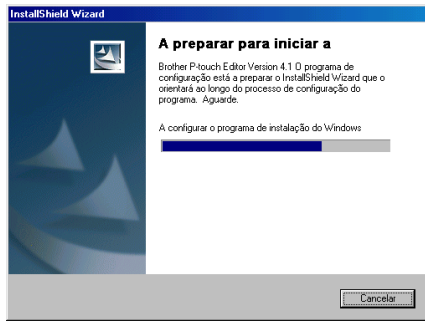 InstallShield Wizard
A preparar para iniciar a
Brother P-touch Editor Version 4.1 O programa de
configuração está a preparar o InstallShield Wizard que o
orientará ao longo do processo de configuração do
programa. Aguarde.
A configurar o programa de instalação do Windows
Cancelar